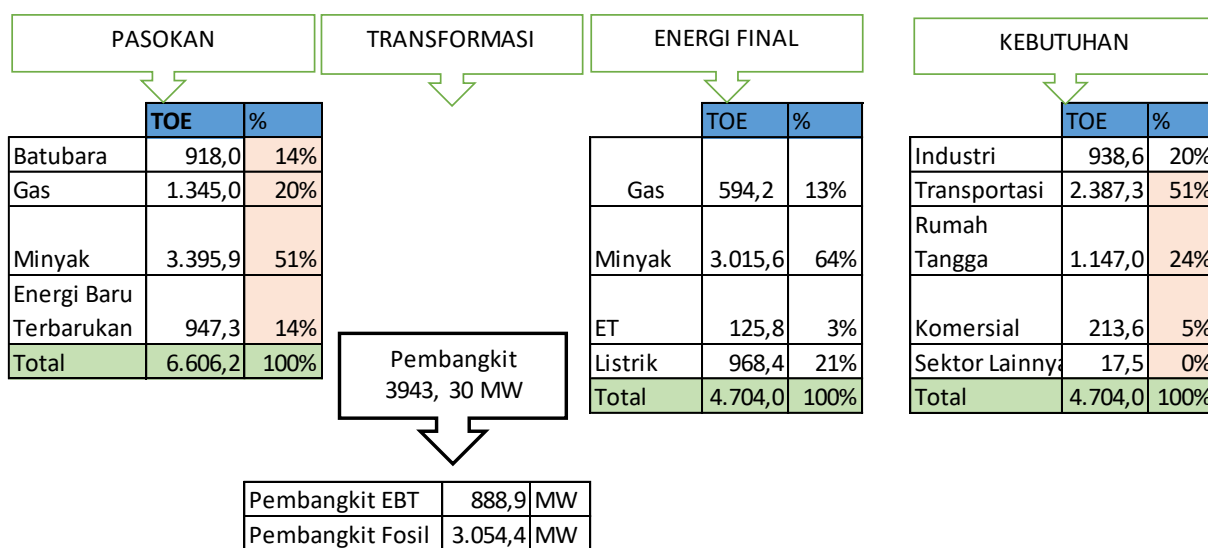 PASOKAN
TRANSFORMASI
ENERGI FINAL
KEBUTUHAN
TOE %
Batubara 918,0 14%
Gas 1.345,0 20%
Minyak 3.395,9 51%
Energi Baru
Terbarukan 947,3 14%
Total 6.606,2 100%
Pembangkit
3943, 30 MW
Pembangkit EBT 888,9 MW
Pembangkit Fosil 3.054,4 MW
TOE %
Gas 594,2 13%
Minyak 3.015,6 64%
ET 125,8 3%
Listrik 968,4 21%
Total 4.704,0 100%
TOE %
Industri 938,6 20%
Transportasi 2.387,3 51%
Rumah
Tangga 1.147,0 24%
Komersial 213,6 5%
Sektor Lainnya 17,5 0%
Total 4.704,0 100%